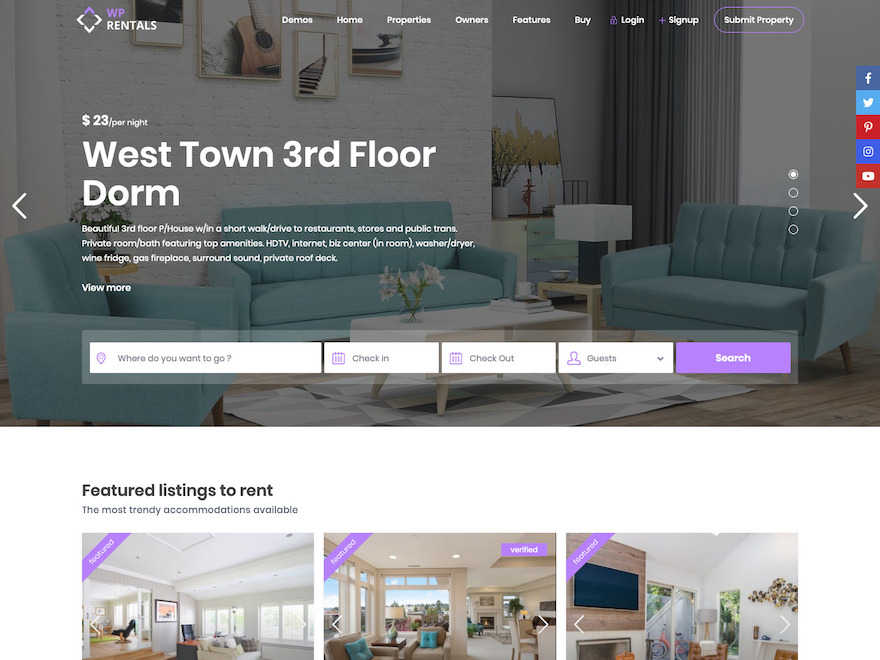 WP
RENTALS
Demos
Home
Properties
Owners
Features
Buy
Login
+ Signup
Submit Property
$ 23/per night
West Town 3rd Floor
Dorm
Beautiful 3rd floor P/House w/in a short walk/drive to restaurants, stores and public trans.
Private room/bath featuring top amenities. HDTV, internet, biz center (in room), washer/dryer,
wine fridge, gas fireplace, surround sound, private roof deck.
View more
Where do you want to go ?
Check in
Check Out
Guests
Search
Featured listings to rent
The most trendy accommodations available
featured
featured
verified
featured